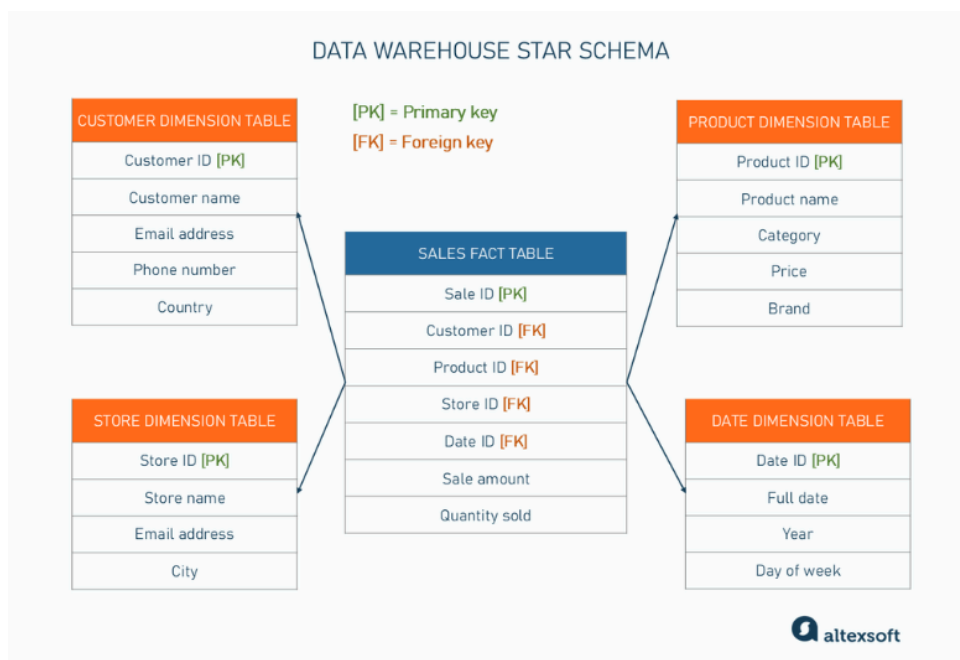 DATA WAREHOUSE STAR SCHEMA
[PK] = Primary key
[FK] = Foreign key
CUSTOMER DIMENSION TABLE
Customer ID [PK]
Customer name
Email address
Phone number
Country
PRODUCT DIMENSION TABLE
Product ID [PK]
Product name
Category
Price
Brand
SALES FACT TABLE
Sale ID [PK]
Customer ID [FK]
Product ID [FK]
Store ID [FK]
Date ID [FK]
Sale amount
Quantity sold
STORE DIMENSION TABLE
Store ID [PK]
Store name
Email address
City
DATE DIMENSION TABLE
Date ID [PK]
Full date
Year
Day of week
altexsoft